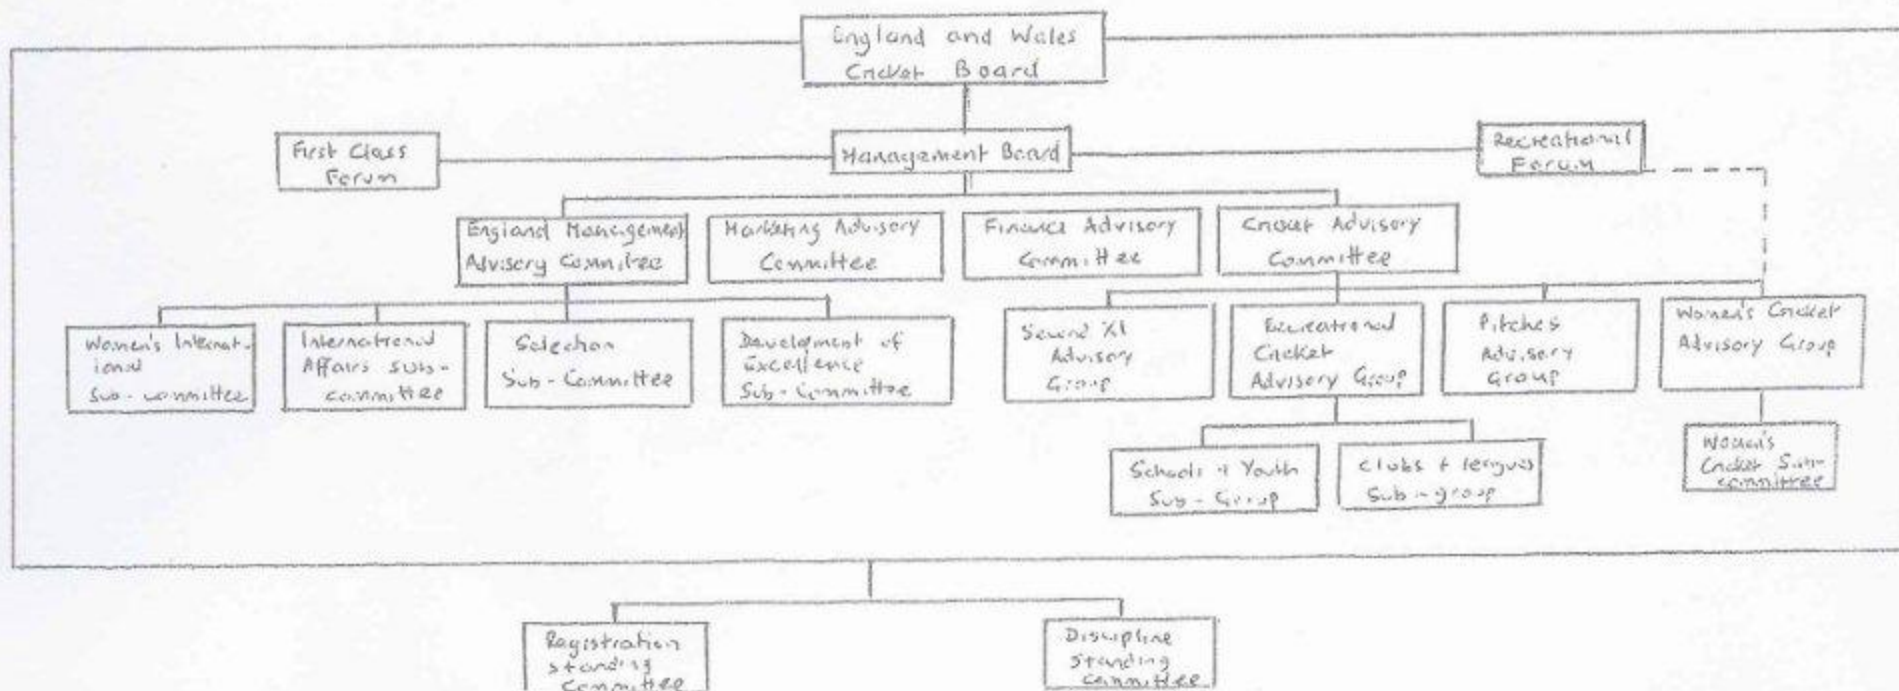 England and Wales
Cricket Board
First Class
Forum
Management Board
Recreational
Forum
England Management
Advisory Committee
Marketing Advisory
Committee
Finance Advisory
Committee
Cricket Advisory
Committee
Women's Internat-
ional
Sub-committee
International
Affairs Sub-
committee
Selection
Sub-Committee
Development of
Excellence
Sub-Committee
Second XI
Advisory
Group
Recreational
Cricket
Advisory Group
Pitches
Advisory
Group
Women's Cricket
Advisory Group
Schools + Youth
Sub-Group
Clubs + leagues
Sub-group
Women's
Cricket Sub-
committee
Registration
Standing
Committee
Discipline
Standing
Committee